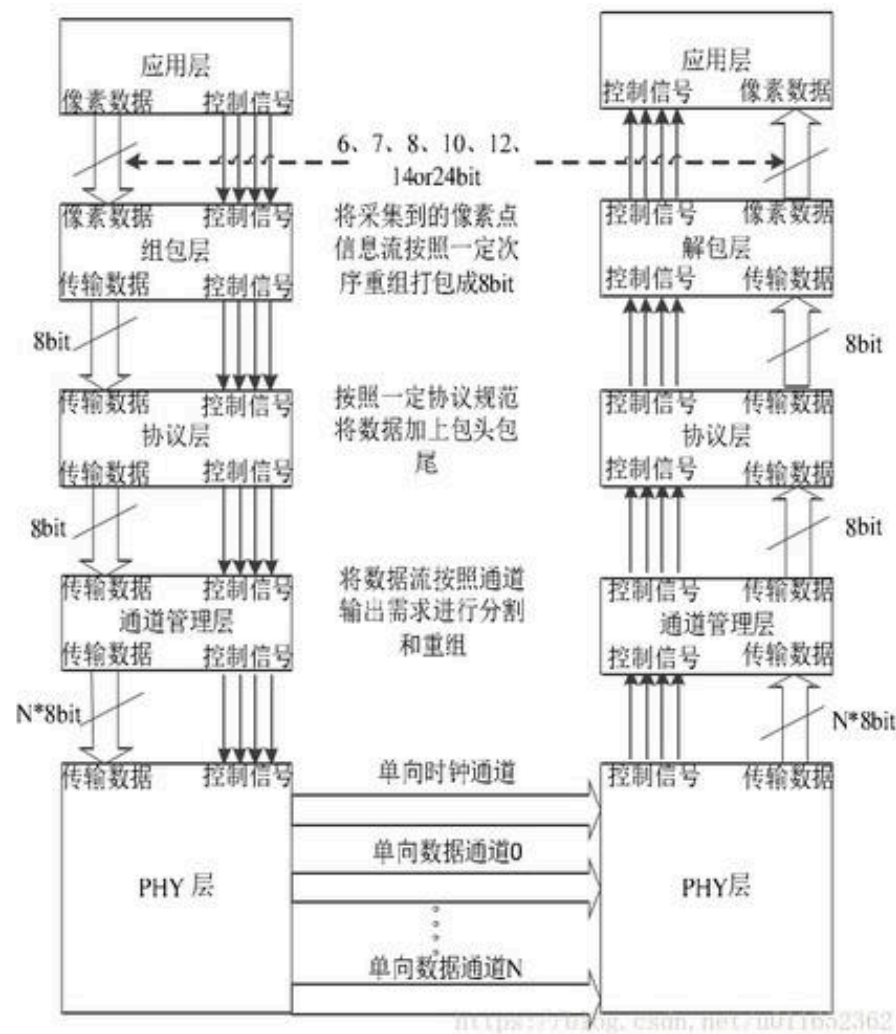 应用层
像素数据 控制信号
应用层
控制信号 像素数据
6、7、8、10、12、
14or24bit
像素数据 控制信号
组包层
传输数据 控制信号
将采集到的像素点
信息流按照一定次
序重组打包成8bit
控制信号 像素数据
解包层
控制信号 传输数据
8bit
8bit
传输数据 控制信号
协议层
传输数据 控制信号
按照一定协议规范
将数据加上包头包
尾
控制信号 传输数据
协议层
控制信号 传输数据
8bit
8bit
传输数据 控制信号
通道管理层
传输数据 控制信号
将数据流按照通道
输出需求进行分割
和重组
控制信号 传输数据
通道管理层
控制信号 传输数据
N*8bit
N*8bit
传输数据 控制信号
PHY 层
单向时钟通道
单向数据通道0
单向数据通道N
控制信号 传输数据
PHY层